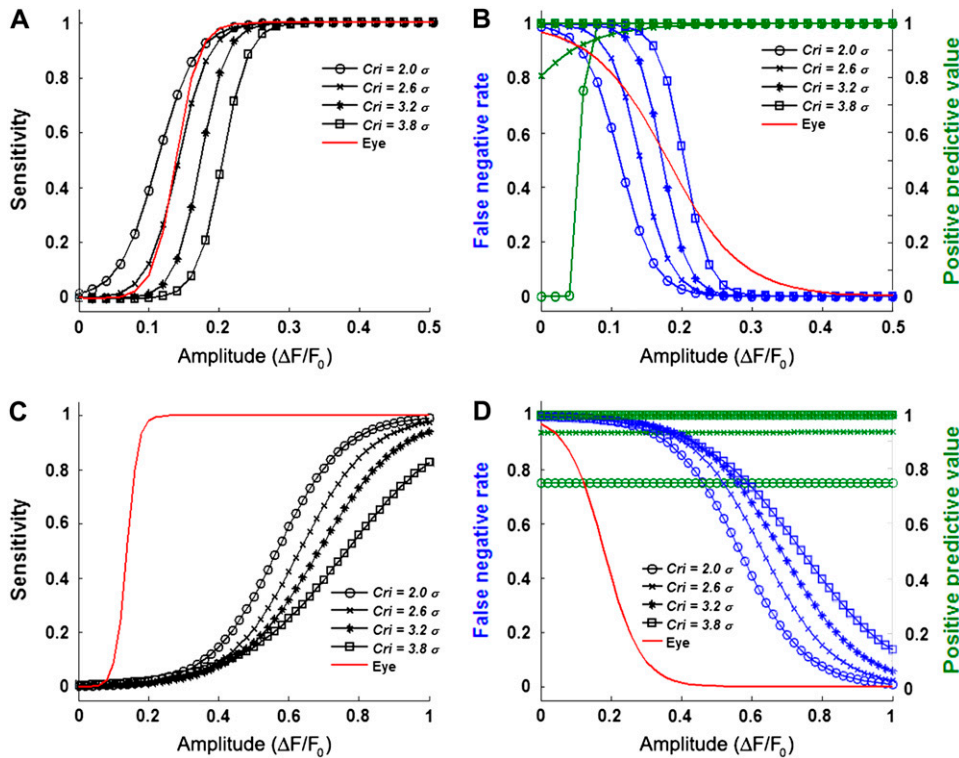 A
Sensitivity
1
0.8
0.6
0.4
0.2
0
0 0.1 0.2 0.3 0.4 0.5
Amplitude (ΔF/F0)
Cri = 2.0 σ
Cri = 2.6 σ
Cri = 3.2 σ
Cri = 3.8 σ
Eye
B
False negative rate
1
0.8
0.6
0.4
0.2
0
0 0.1 0.2 0.3 0.4 0.5
Amplitude (ΔF/F0)
Cri = 2.0 σ
Cri = 2.6 σ
Cri = 3.2 σ
Cri = 3.8 σ
Eye
1
0.8
0.6
0.4
0.2
0
Positive predictive value
C
Sensitivity
1
0.8
0.6
0.4
0.2
0
0 0.2 0.4 0.6 0.8 1
Amplitude (ΔF/F0)
Cri = 2.0 σ
Cri = 2.6 σ
Cri = 3.2 σ
Cri = 3.8 σ
Eye
D
False negative rate
1
0.8
0.6
0.4
0.2
0
0 0.2 0.4 0.6 0.8 1
Amplitude (ΔF/F0)
Cri = 2.0 σ
Cri = 2.6 σ
Cri = 3.2 σ
Cri = 3.8 σ
Eye
1
0.8
0.6
0.4
0.2
0
Positive predictive value